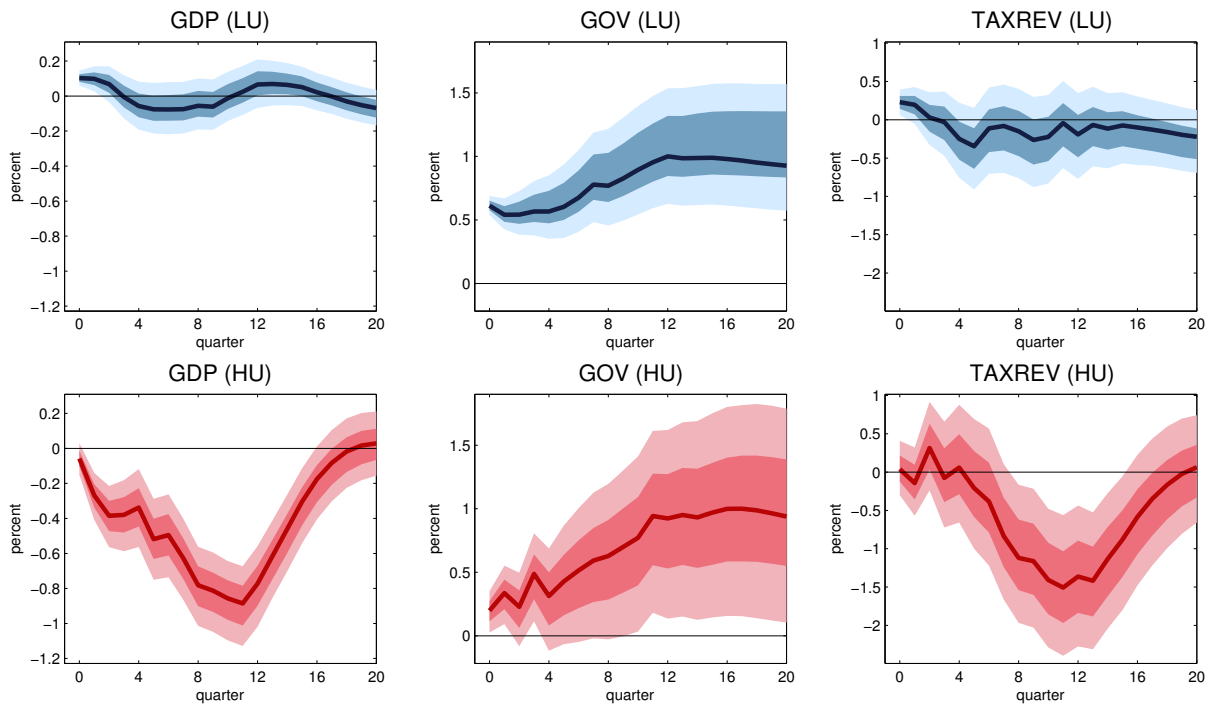 GDP (LU)
0.2
0
−0.2
−0.4
−0.6
−0.8
−1
−1.2
percent
0 4 8 12 16 20
quarter
GOV (LU)
1.5
1
0.5
0
percent
0 4 8 12 16 20
quarter
TAXREV (LU)
1
0.5
0
−0.5
−1
−1.5
−2
percent
0 4 8 12 16 20
quarter
GDP (HU)
0.2
0
−0.2
−0.4
−0.6
−0.8
−1
−1.2
percent
0 4 8 12 16 20
quarter
GOV (HU)
1.5
1
0.5
0
percent
0 4 8 12 16 20
quarter
TAXREV (HU)
1
0.5
0
−0.5
−1
−1.5
−2
percent
0 4 8 12 16 20
quarter